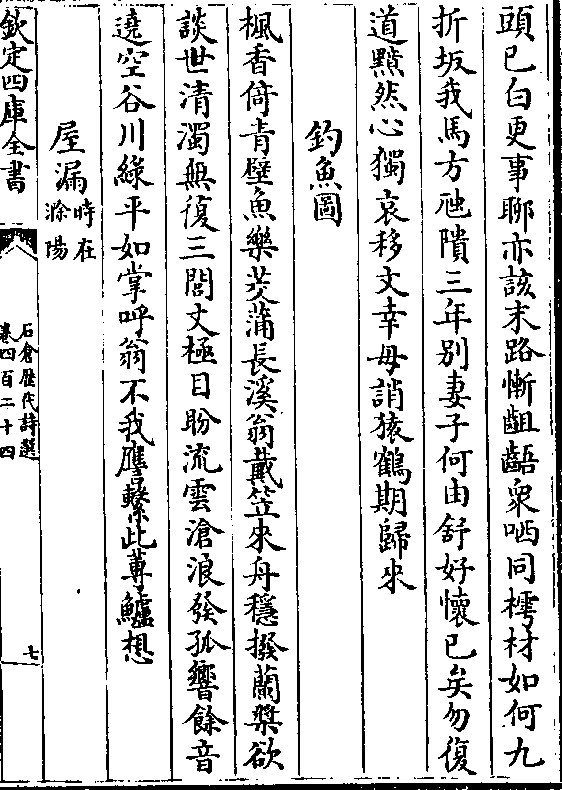 頭已白更事聊亦該末路慚齟齬衆哂同樗材如何九
折坂我馬方虺隤三年别妻子何由舒好懷已矣勿復
道黯然心獨哀移文幸毋誚猿鶴期歸來
釣魚圖
楓香倚青壁魚樂茭蒲長溪翁戴笠來舟穩撥蘭槳欲
談世清濁無復三閭丈極目盼流雲滄浪發孤響餘音
遶空谷川緑平如掌呼翁不我譍繫此蓴鱸想
屋漏時在滁陽
欽定四庫全書
石倉歴代詩選
卷四百二十四
七